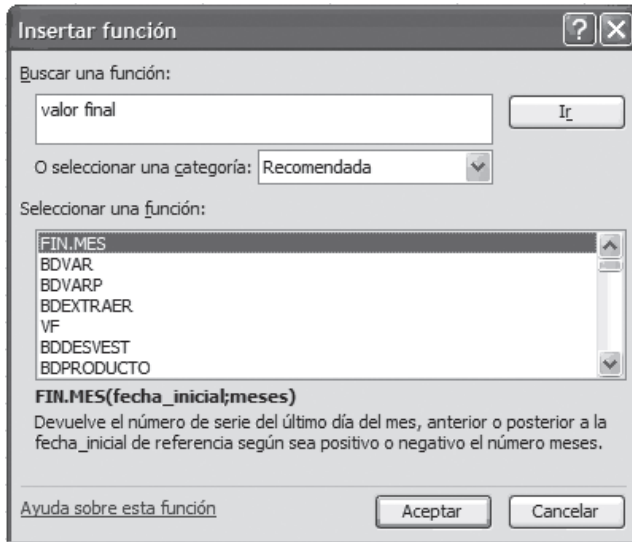 Insertar función
Buscar una función:
valor final
Ir
O seleccionar una categoría: Recomendada
Seleccionar una función:
FIN.MES
BDVAR
BDVARP
BDEXTRAER
VF
BDDESVEST
BDPRODUCTO
FIN.MES(fecha_inicial;meses)
Devuelve el número de serie del último día del mes, anterior o posterior a la
fecha_inicial de referencia según sea positivo o negativo el número meses.
Ayuda sobre esta función
Aceptar
Cancelar